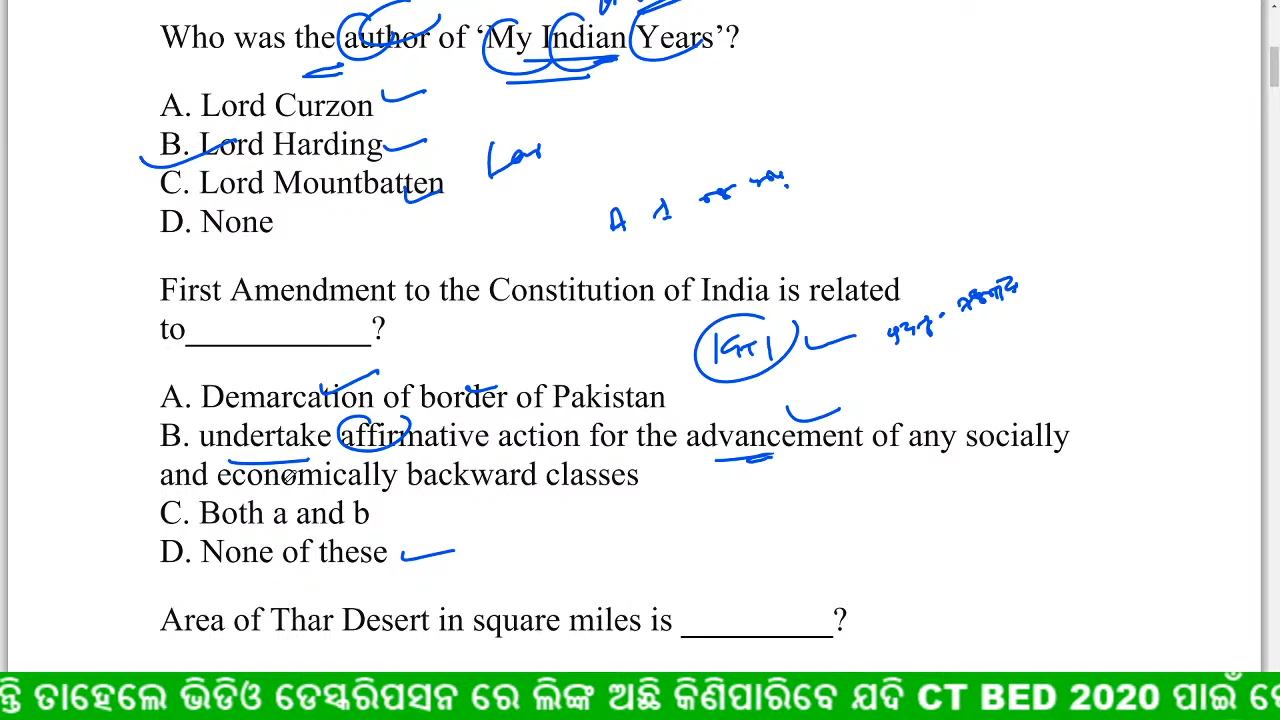 Who was the author of ‘My Indian Years’?
A. Lord Curzon
B. Lord Harding
C. Lord Mountbatten
D. None
First Amendment to the Constitution of India is related
to___________?
A. Demarcation of border of Pakistan
B. undertake affirmative action for the advancement of any socially
and economically backward classes
C. Both a and b
D. None of these
Area of Thar Desert in square miles is _________?
ତାହେଲେ ଭିଡିଓ ଡେସ୍କରିପସନ ରେ ଲିଙ୍କ ଅଛି କିଣିପାରିବେ ଯଦି CT BED 2020 ପାଇଁ